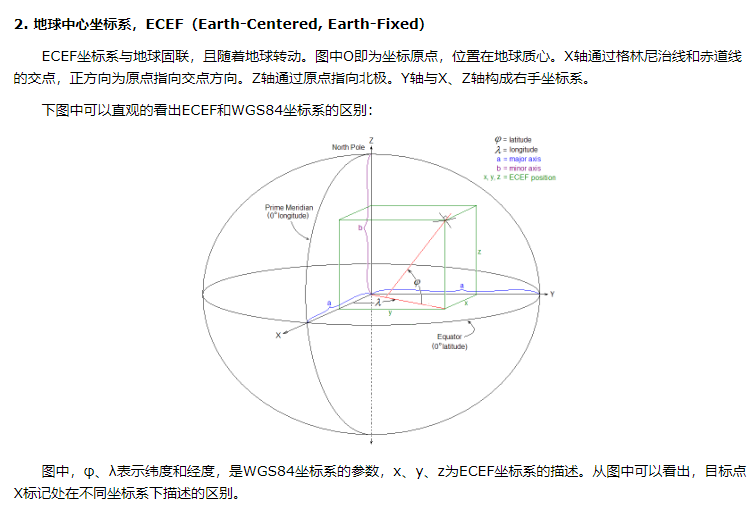 2. 地球中心坐标系，ECEF（Earth-Centered, Earth-Fixed）
ECEF坐标系与地球固联，且随着地球转动。图中O即为坐标原点，位置在地球质心。X轴通过格林尼治线和赤道线
的交点，正方向为原点指向交点方向。Z轴通过原点指向北极。Y轴与X、Z轴构成右手坐标系。
下图中可以直观的看出ECEF和WGS84坐标系的区别：
Z
North Pole
φ = latitude
λ = longitude
a = major axis
b = minor axis
x, y, z = ECEF position
Prime Meridian
(0° longitude)
b
z
φ
a
Y
a
λ
x
y
X
Equator
(0° latitude)
图中，φ、λ表示纬度和经度，是WGS84坐标系的参数，x、y、z为ECEF坐标系的描述。从图中可以看出，目标点
X标记处在不同坐标系下描述的区别。